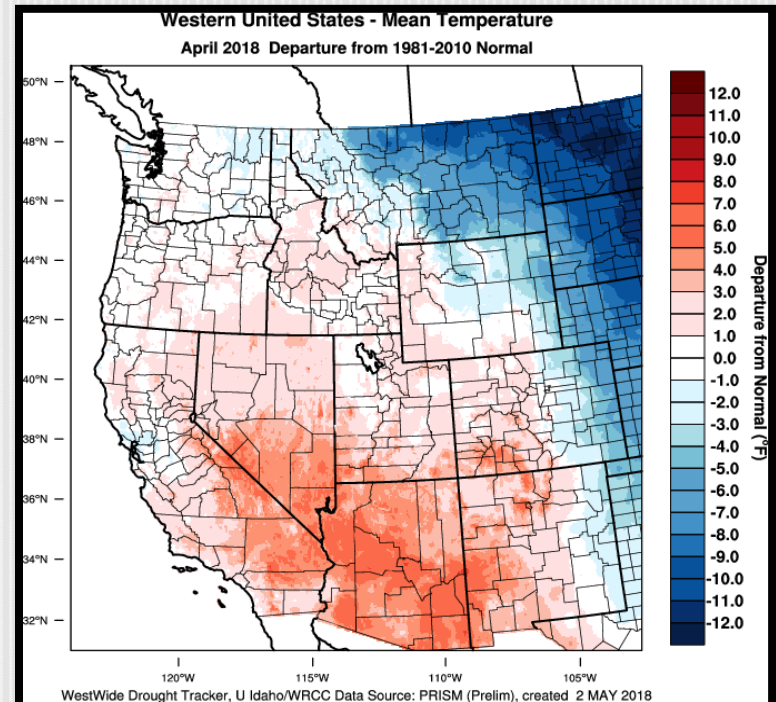 Western United States - Mean Temperature
April 2018 Departure from 1981-2010 Normal
50°N
48°N
46°N
44°N
42°N
40°N
38°N
36°N
34°N
32°N
120°W
115°W
110°W
105°W
12.0
11.0
10.0
9.0
8.0
7.0
6.0
5.0
4.0
3.0
2.0
1.0
0.0
-1.0
-2.0
-3.0
-4.0
-5.0
-6.0
-7.0
-8.0
-9.0
-10.0
-11.0
-12.0
Departure from Normal (°F)
WestWide Drought Tracker, U Idaho/WRCC Data Source: PRISM (Prelim), created 2 MAY 2018